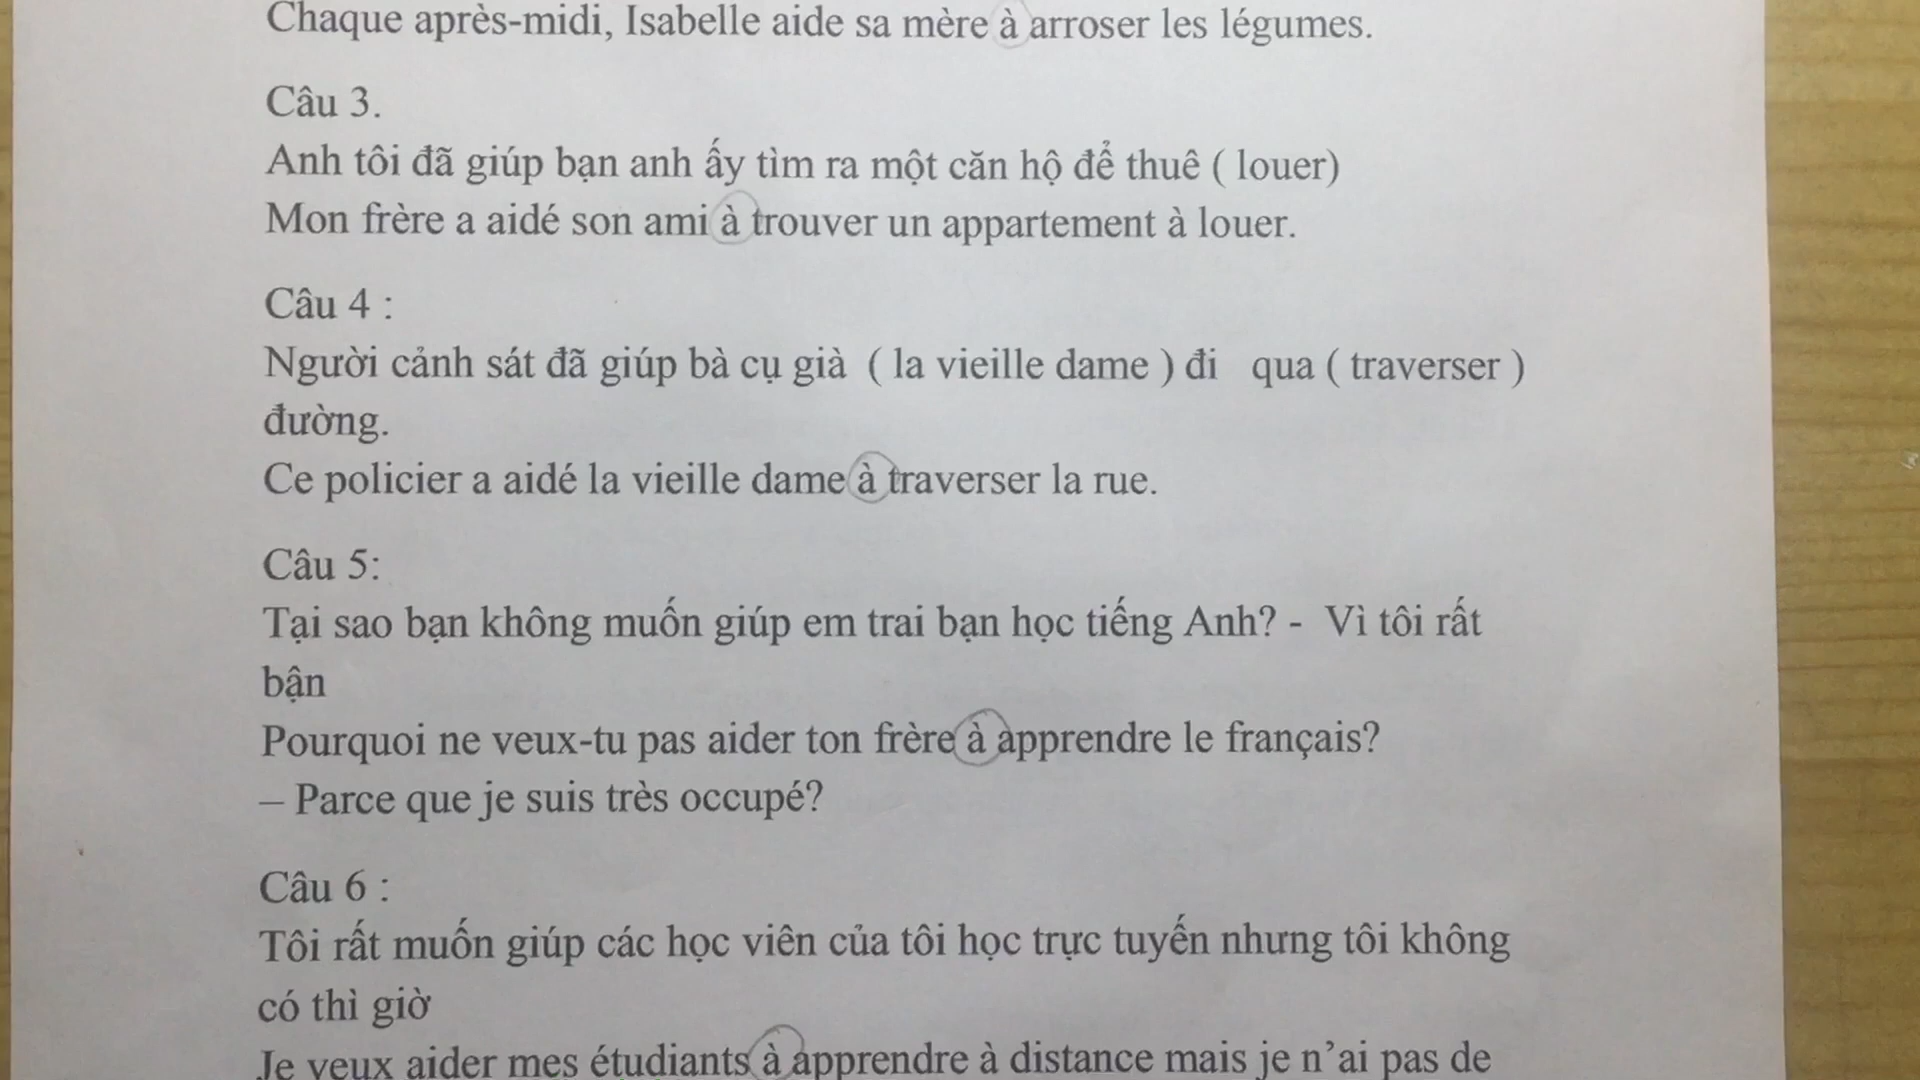 Chaque après-midi, Isabelle aide sa mère à arroser les légumes.
Câu 3.
Anh tôi đã giúp bạn anh ấy tìm ra một căn hộ để thuê ( louer)
Mon frère a aidé son ami à trouver un appartement à louer.
Câu 4 :
Người cảnh sát đã giúp bà cụ già ( la vieille dame ) đi qua ( traverser )
đường.
Ce policier a aidé la vieille dame à traverser la rue.
Câu 5:
Tại sao bạn không muốn giúp em trai bạn học tiếng Anh? - Vì tôi rất
bận
Pourquoi ne veux-tu pas aider ton frère à apprendre le français?
– Parce que je suis très occupé?
Câu 6 :
Tôi rất muốn giúp các học viên của tôi học trực tuyến nhưng tôi không
có thì giờ
Je veux aider mes étudiants à apprendre à distance mais je n’ai pas de